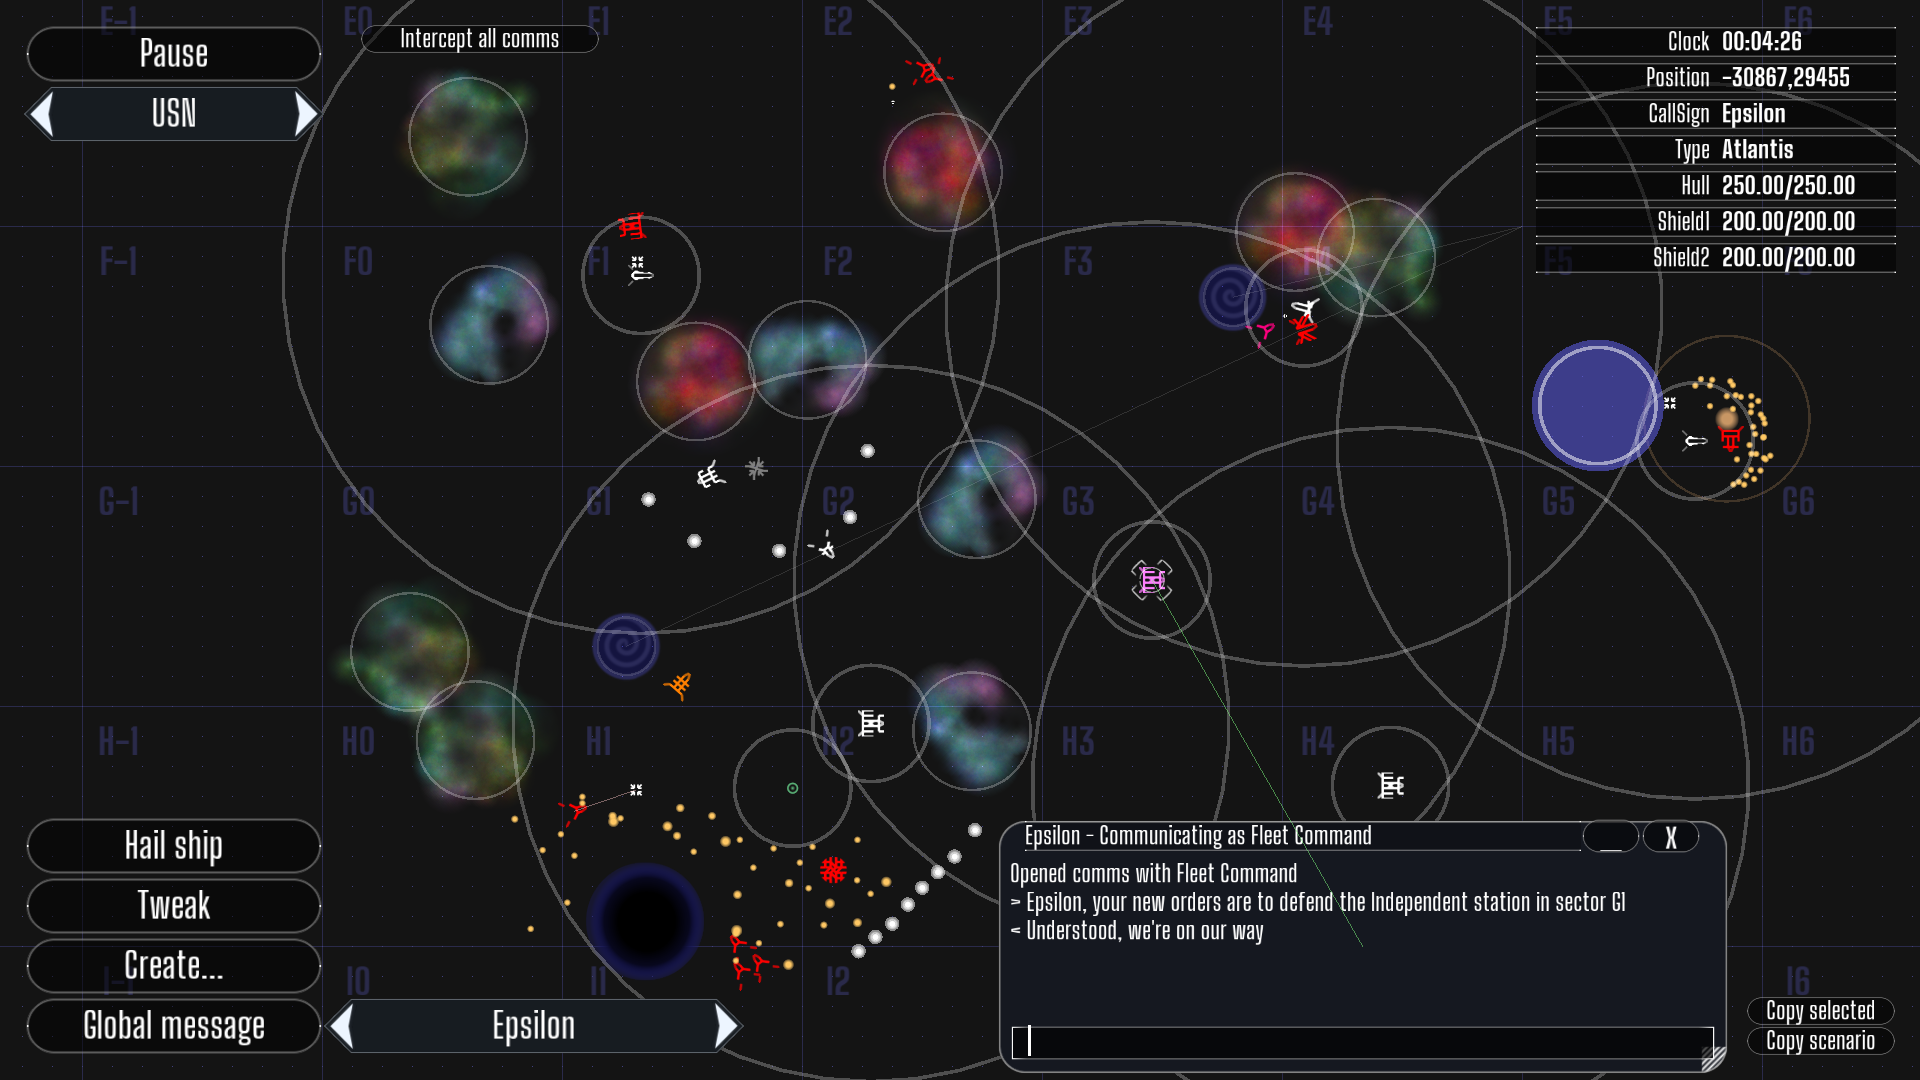 E-1
E0
E1
E2
E3
E4
E5
E6
Pause
Intercept all comms
USN
Clock 00:04:26
Position -30867,29455
CallSign Epsilon
Type Atlantis
Hull 250.00/250.00
Shield1 200.00/200.00
Shield2 200.00/200.00
F-1
F0
F1
F2
F3
F4
F5
G-1
G0
G1
G2
G3
G4
G5
G6
H-1
H0
H1
H2
H3
H4
H5
H6
Hail ship
Tweak
Create...
Global message
I-1
I0
I1
I2
I6
Epsilon
Epsilon - Communicating as Fleet Command
_
X
Opened comms with Fleet Command
> Epsilon, your new orders are to defend the Independent station in sector G1
< Understood, we're on our way
Copy selected
Copy scenario